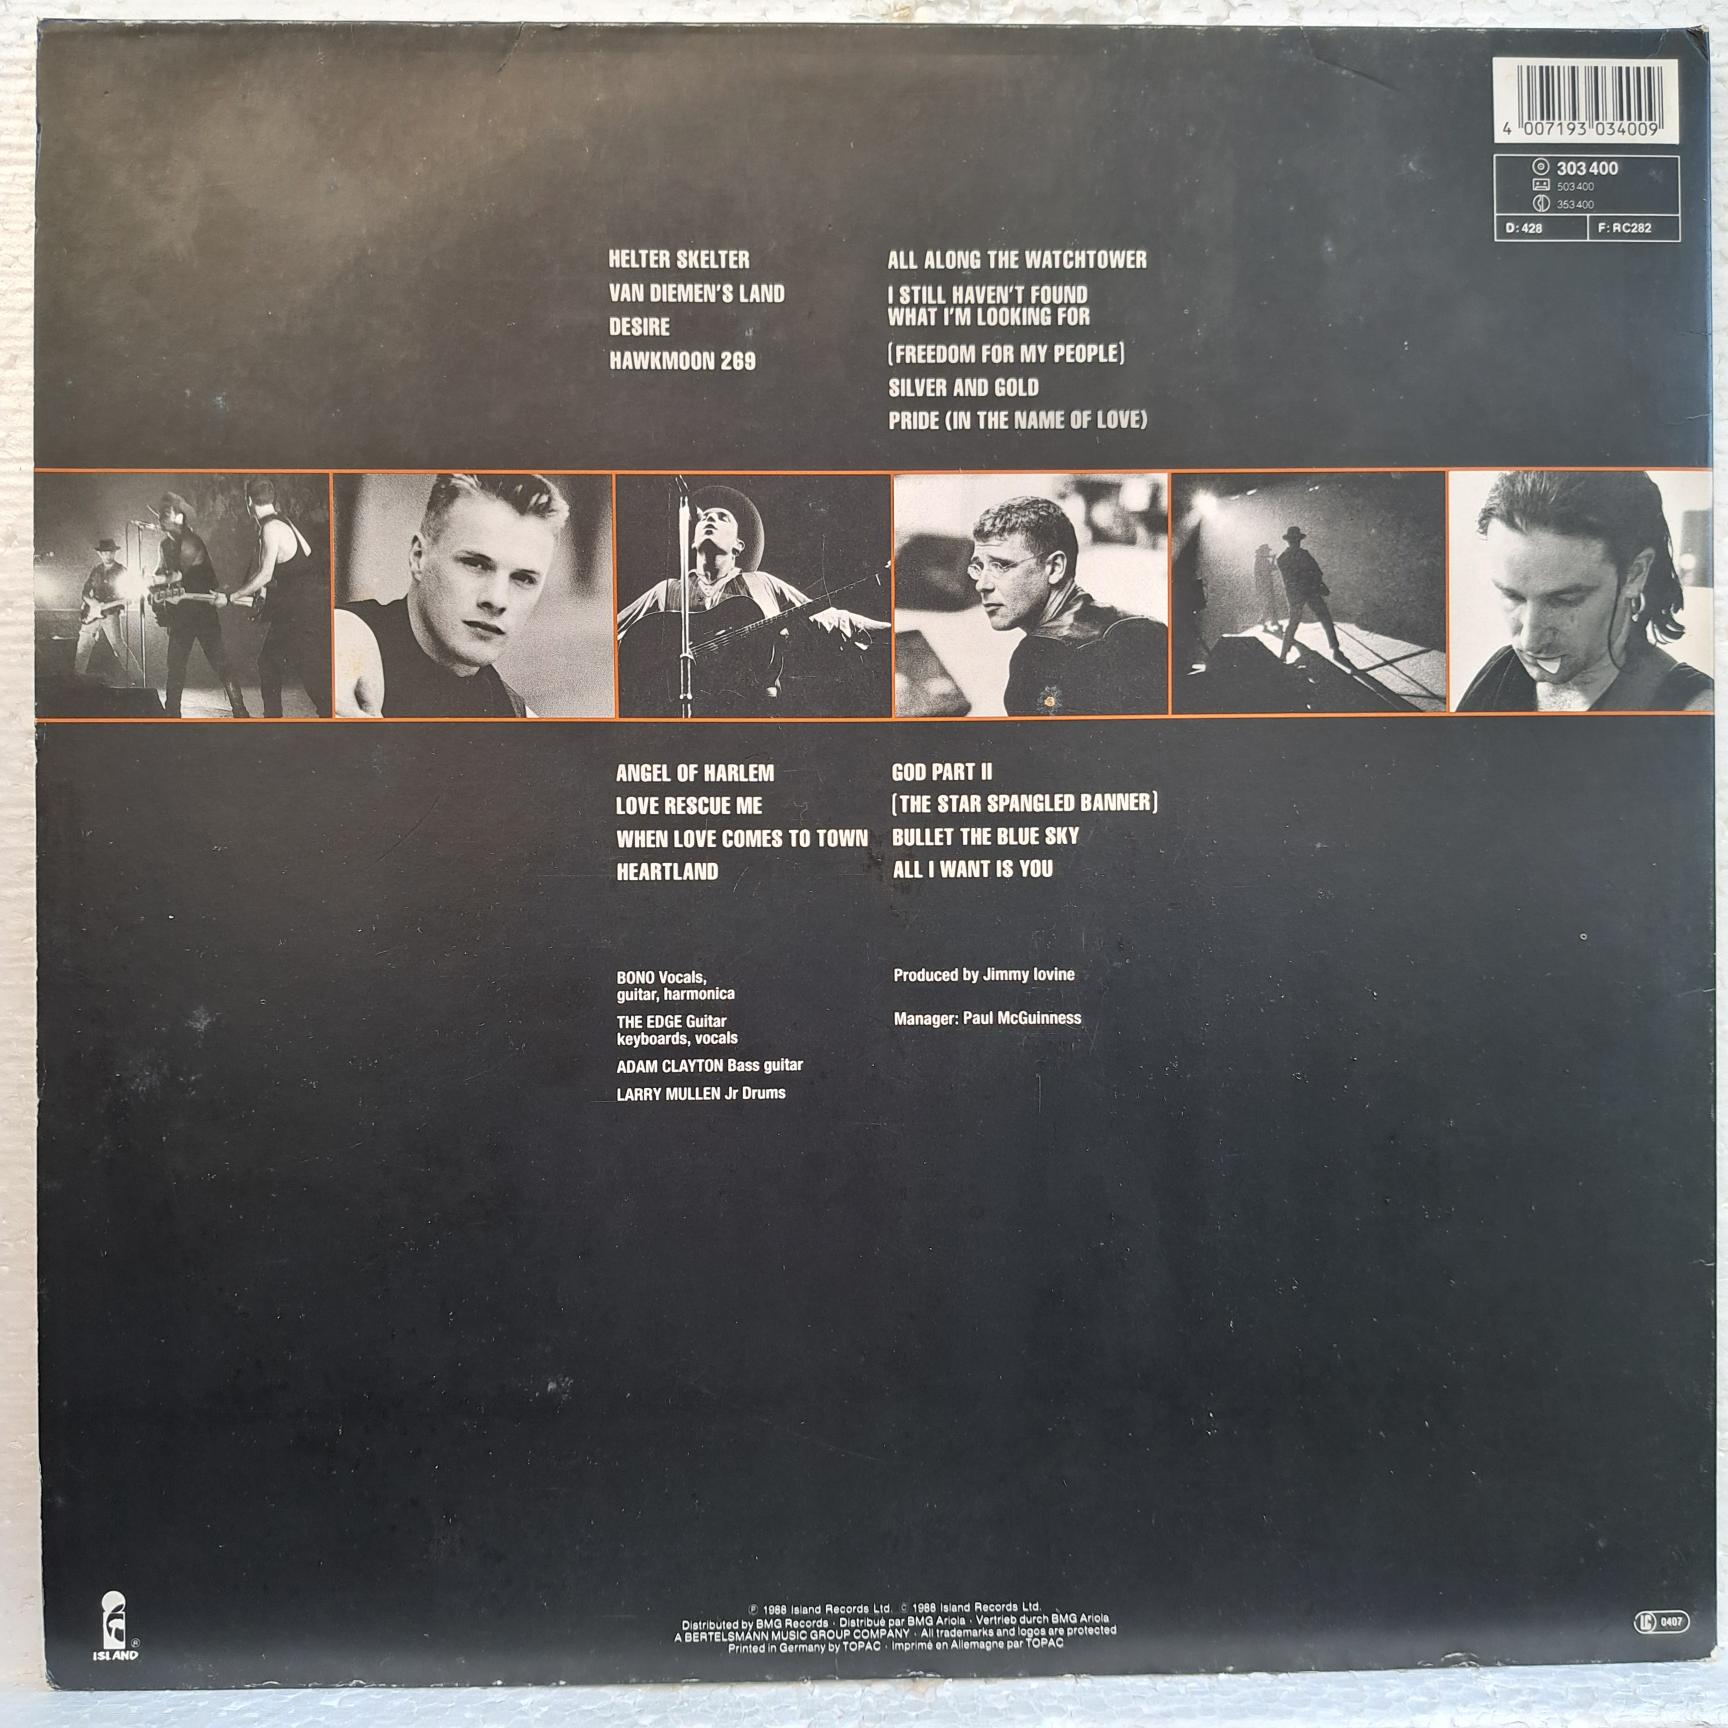 4 007193 034009
303 400
503 400
353 400
D: 428
F: RC282
HELTER SKELTER
VAN DIEMEN'S LAND
DESIRE
HAWKMOON 269
ALL ALONG THE WATCHTOWER
I STILL HAVEN'T FOUND
WHAT I'M LOOKING FOR
(FREEDOM FOR MY PEOPLE)
SILVER AND GOLD
PRIDE (IN THE NAME OF LOVE)
ANGEL OF HARLEM
LOVE RESCUE ME
WHEN LOVE COMES TO TOWN
HEARTLAND
GOD PART II
(THE STAR SPANGLED BANNER)
BULLET THE BLUE SKY
ALL I WANT IS YOU
BONO Vocals,
guitar, harmonica
THE EDGE Guitar
keyboards, vocals
ADAM CLAYTON Bass guitar
LARRY MULLEN Jr Drums
Produced by Jimmy Iovine
Manager: Paul McGuinness
℗ 1988 Island Records Ltd. © 1988 Island Records Ltd.
Distributed by BMG Records · Distribué par BMG Ariola · Vertrieb durch BMG Ariola
A BERTELSMANN MUSIC GROUP COMPANY · All trademarks and logos are protected
Printed in Germany by TOPAC · Imprimé en Allemagne par TOPAC
ISLAND ®
LC 0407